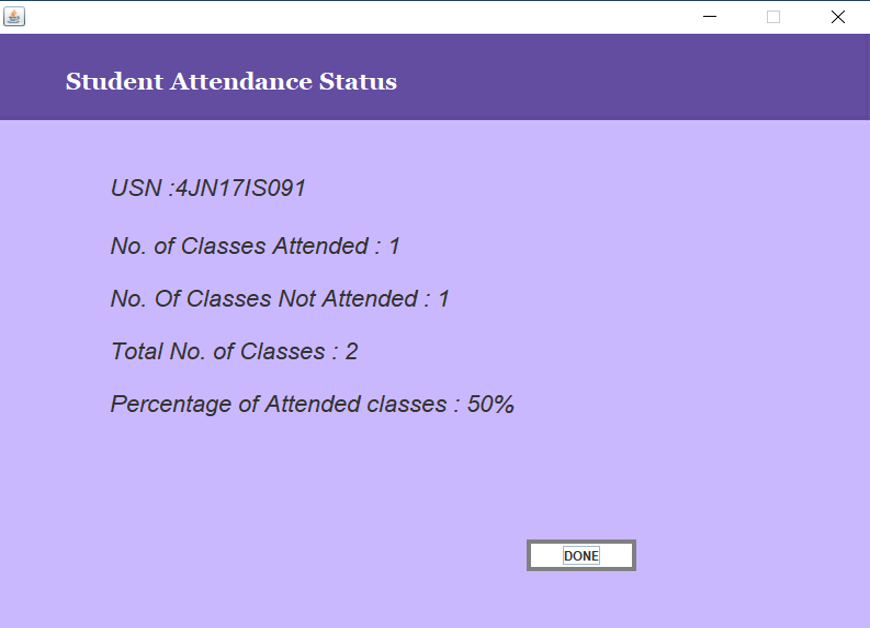 Student Attendance Status
USN :4JN17IS091
No. of Classes Attended : 1
No. Of Classes Not Attended : 1
Total No. of Classes : 2
Percentage of Attended classes : 50%
DONE